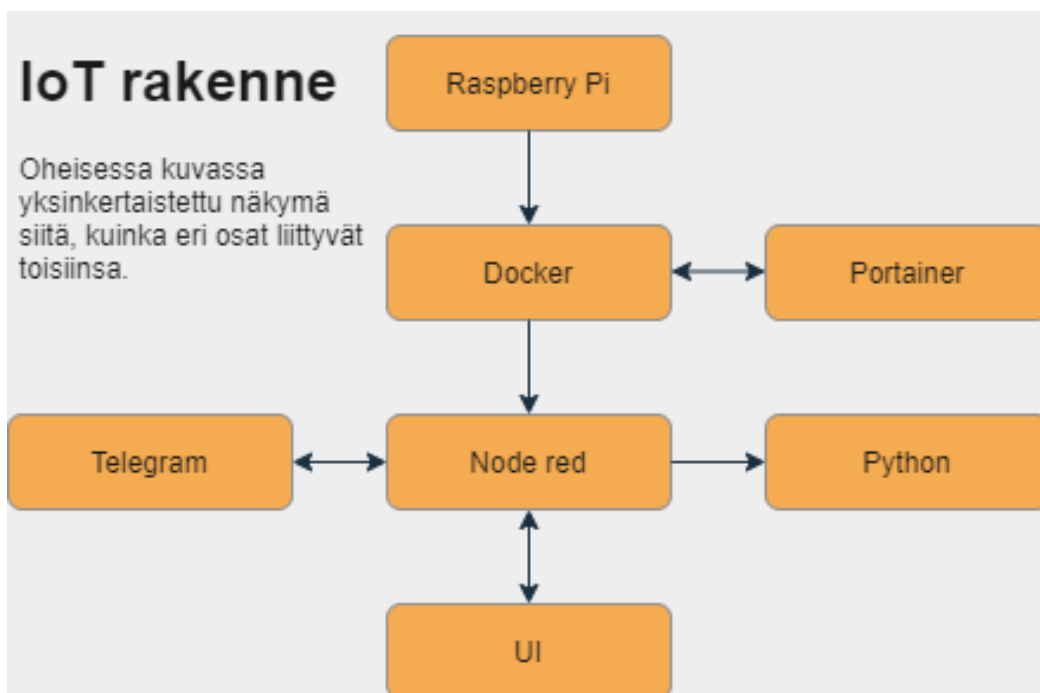 IoT rakenne
Oheisessa kuvassa
yksinkertaistettu näkymä
siitä, kuinka eri osat liittyvät
toisiinsa.
Raspberry Pi
Docker
Portainer
Telegram
Node red
Python
UI